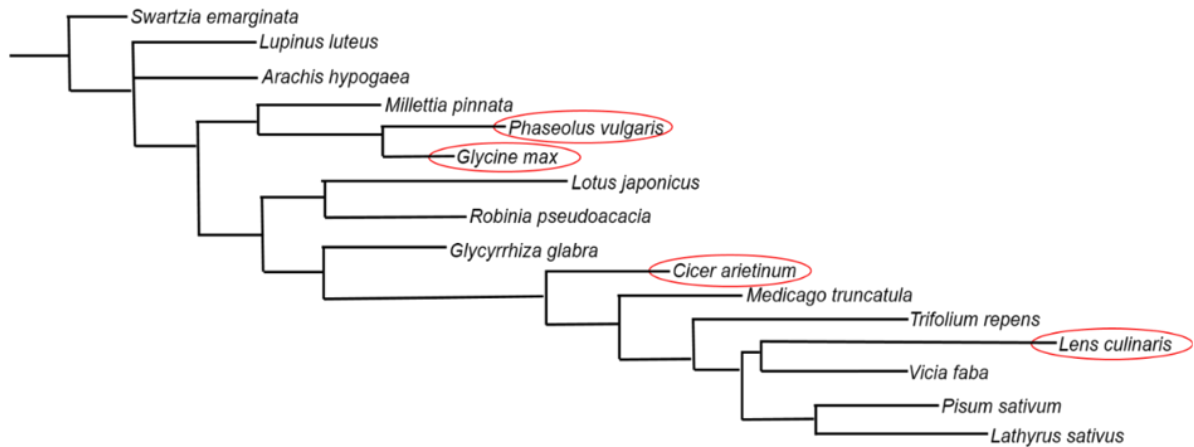 Swartzia emarginata
Lupinus luteus
Arachis hypogaea
Millettia pinnata
Phaseolus vulgaris
Glycine max
Lotus japonicus
Robinia pseudoacacia
Glycyrrhiza glabra
Cicer arietinum
Medicago truncatula
Trifolium repens
Lens culinaris
Vicia faba
Pisum sativum
Lathyrus sativus